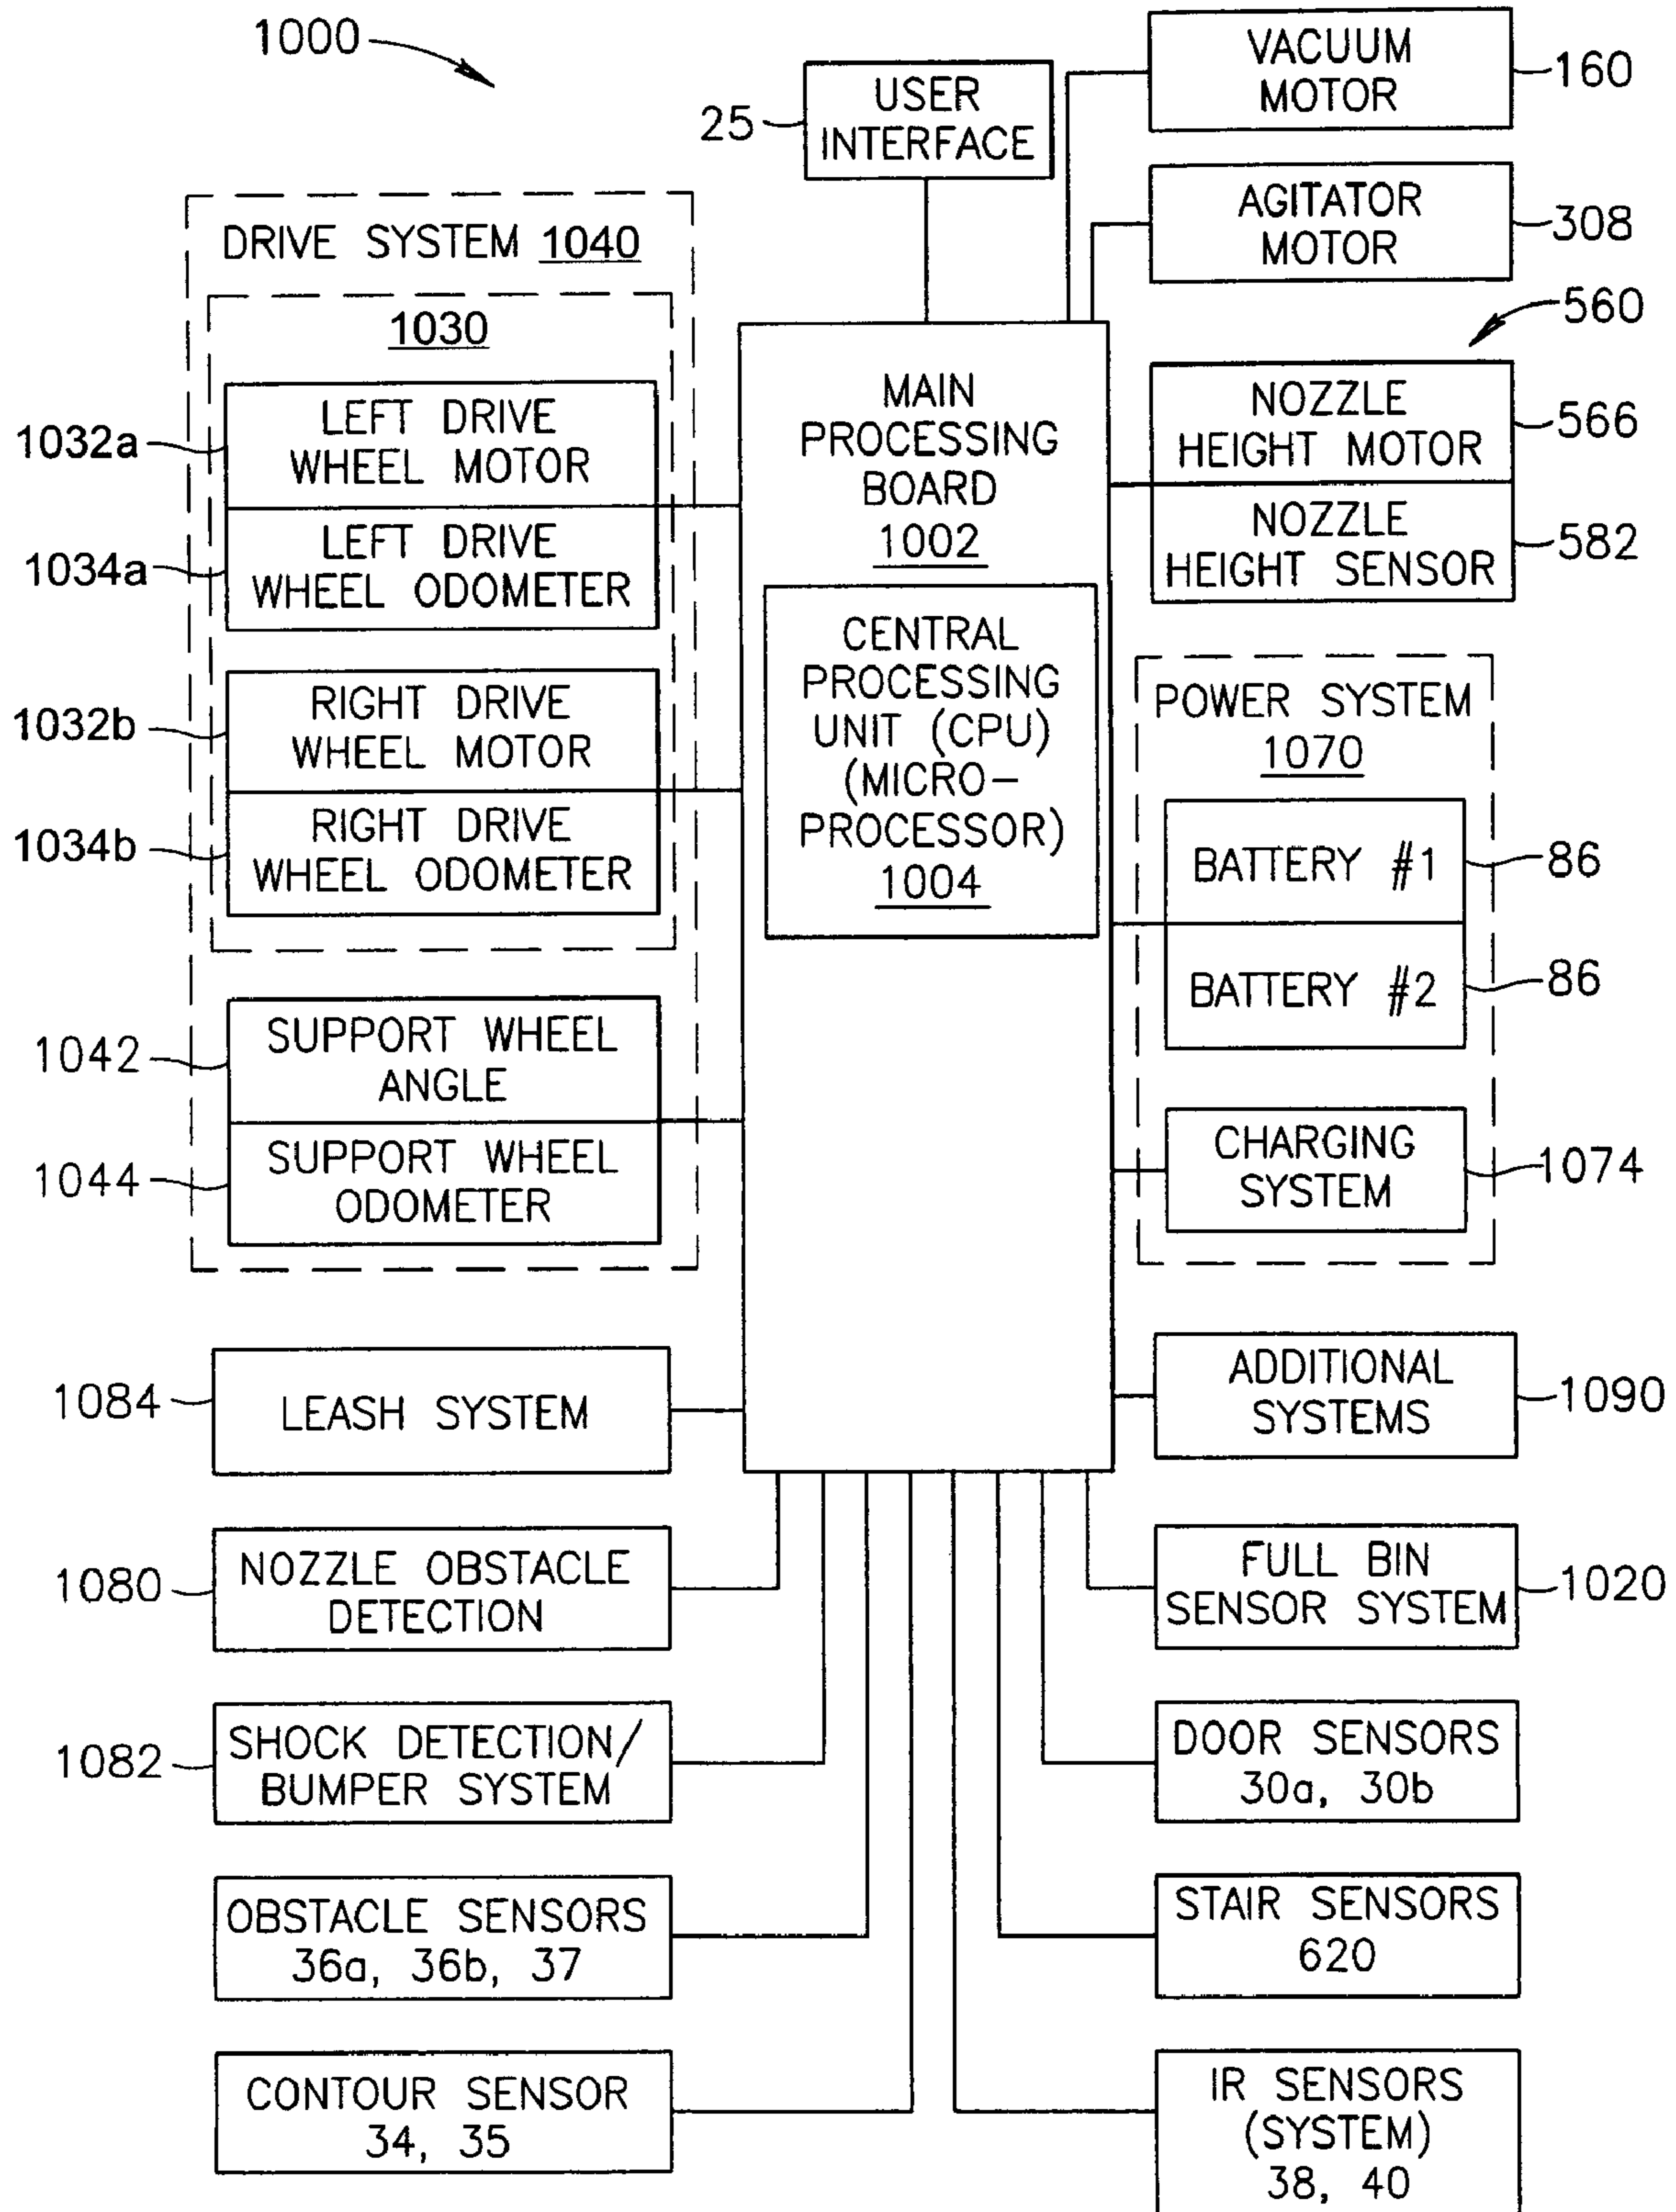 1000
25
USER
INTERFACE
VACUUM
MOTOR
160
AGITATOR
MOTOR
308
560
DRIVE SYSTEM 1040
1030
1032a
LEFT DRIVE
WHEEL MOTOR
1034a
LEFT DRIVE
WHEEL ODOMETER
1032b
RIGHT DRIVE
WHEEL MOTOR
1034b
RIGHT DRIVE
WHEEL ODOMETER
1042
SUPPORT WHEEL
ANGLE
1044
SUPPORT WHEEL
ODOMETER
MAIN
PROCESSING
BOARD
1002
CENTRAL
PROCESSING
UNIT (CPU)
(MICRO-
PROCESSOR)
1004
NOZZLE
HEIGHT MOTOR
566
NOZZLE
HEIGHT SENSOR
582
POWER SYSTEM
1070
BATTERY #1
86
BATTERY #2
86
CHARGING
SYSTEM
1074
1084
LEASH SYSTEM
ADDITIONAL
SYSTEMS
1090
1080
NOZZLE OBSTACLE
DETECTION
FULL BIN
SENSOR SYSTEM
1020
1082
SHOCK DETECTION/
BUMPER SYSTEM
DOOR SENSORS
30a, 30b
OBSTACLE SENSORS
36a, 36b, 37
STAIR SENSORS
620
CONTOUR SENSOR
34, 35
IR SENSORS
(SYSTEM)
38, 40